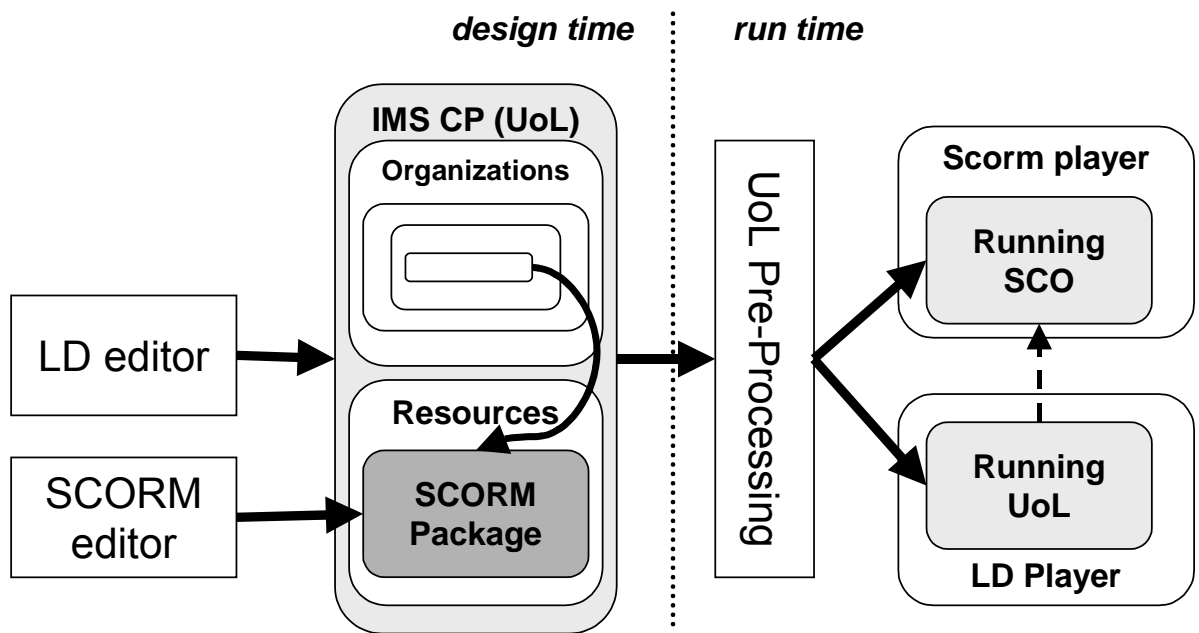 design time
run time
IMS CP (UoL)
Organizations
LD editor
Resources
SCORM
editor
SCORM
Package
UoL Pre-Processing
Scorm player
Running
SCO
Running
UoL
LD Player